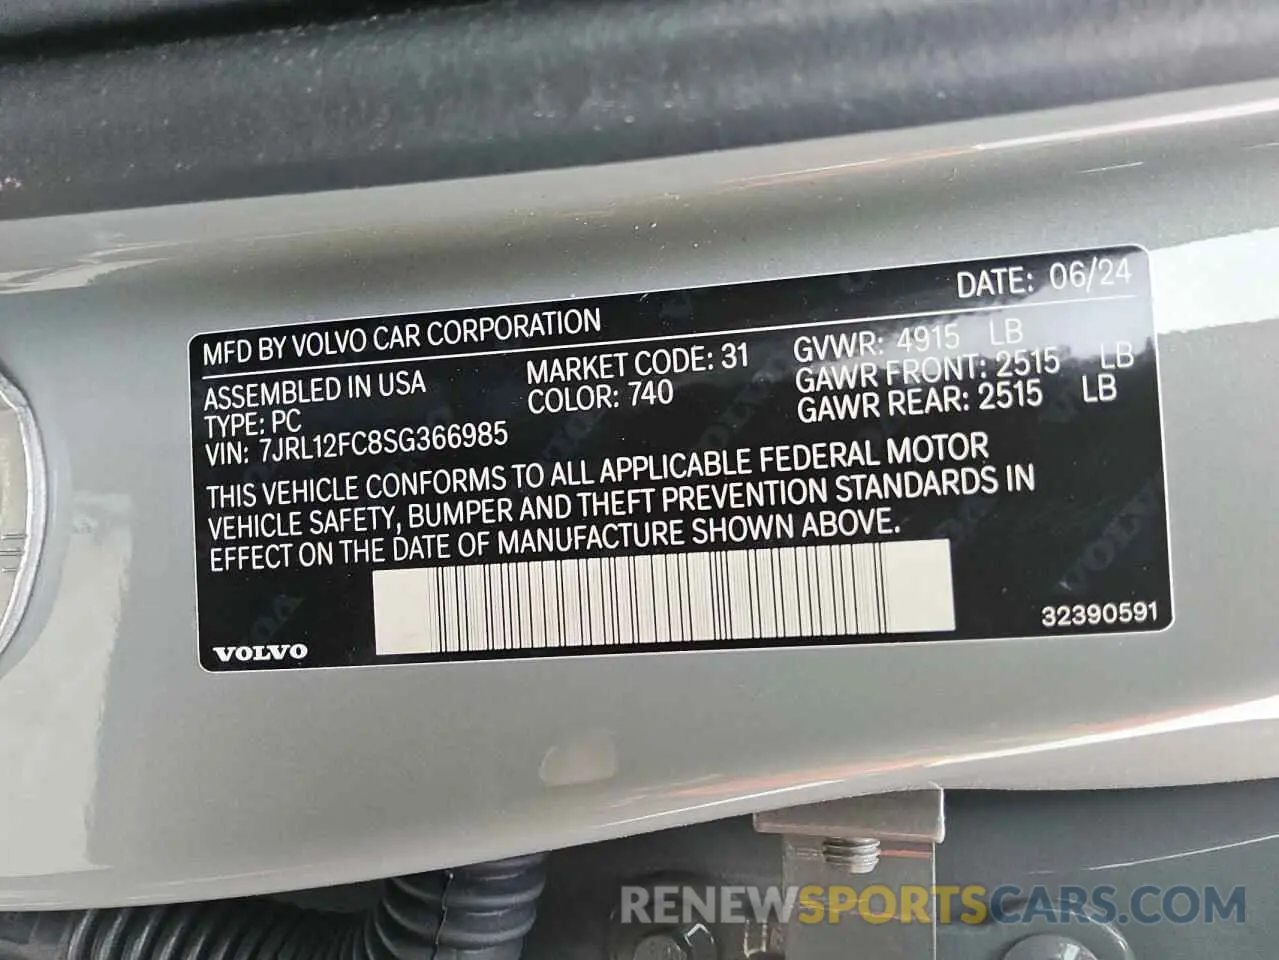 MFD BY VOLVO CAR CORPORATION DATE: 06/24
ASSEMBLED IN USA MARKET CODE: 31 GVWR: 4915 LB
TYPE: PC COLOR: 740 GAWR FRONT: 2515 LB
VIN: 7JRL12FC8SG366985 GAWR REAR: 2515 LB
THIS VEHICLE CONFORMS TO ALL APPLICABLE FEDERAL MOTOR
VEHICLE SAFETY, BUMPER AND THEFT PREVENTION STANDARDS IN
EFFECT ON THE DATE OF MANUFACTURE SHOWN ABOVE.
VOLVO 32390591
RENEWSPORTSCARS.COM